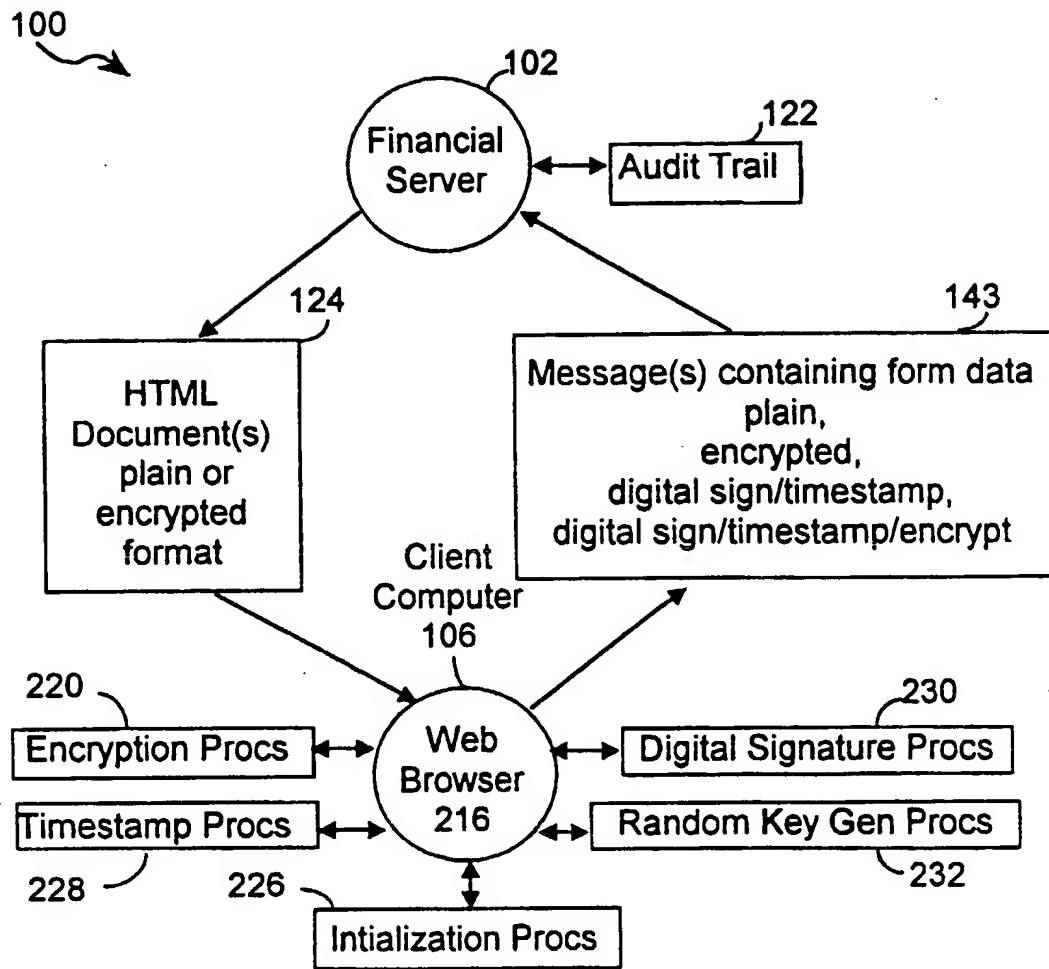 100
102
Financial
Server
122
Audit Trail
124
HTML
Document(s)
plain or
encrypted
format
143
Message(s) containing form data
plain,
encrypted,
digital sign/timestamp,
digital sign/timestamp/encrypt
Client
Computer
106
220
Encryption Procs
Web
Browser
216
230
Digital Signature Procs
Timestamp Procs
228
Random Key Gen Procs
232
226
Intialization Procs